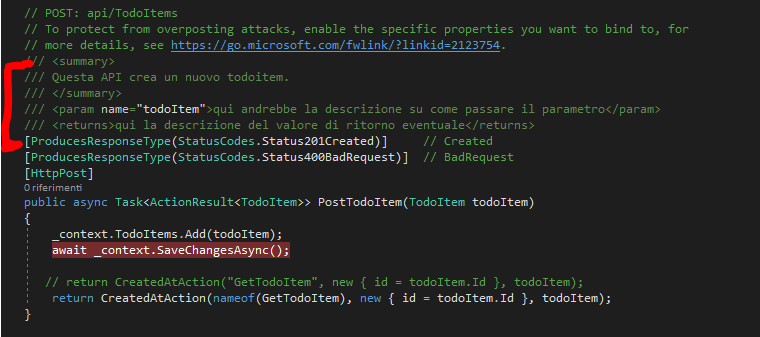 // POST: api/TodoItems
// To protect from overposting attacks, enable the specific properties you want to bind to, for
// more details, see https://go.microsoft.com/fwlink/?linkid=2123754.
/// <summary>
/// Questa API crea un nuovo todoitem.
/// </summary>
/// <param name="todoItem">qui andrebbe la descrizione su come passare il parametro</param>
/// <returns>qui la descrizione del valore di ritorno eventuale</returns>
[ProducesResponseType(StatusCodes.Status201Created)]    // Created
[ProducesResponseType(StatusCodes.Status400BadRequest)]  // BadRequest
[HttpPost]
0 riferimenti
public async Task<ActionResult<TodoItem>> PostTodoItem(TodoItem todoItem)
{
    _context.TodoItems.Add(todoItem);
    await _context.SaveChangesAsync();
   // return CreatedAtAction("GetTodoItem", new { id = todoItem.Id }, todoItem);
    return CreatedAtAction(nameof(GetTodoItem), new { id = todoItem.Id }, todoItem);
}